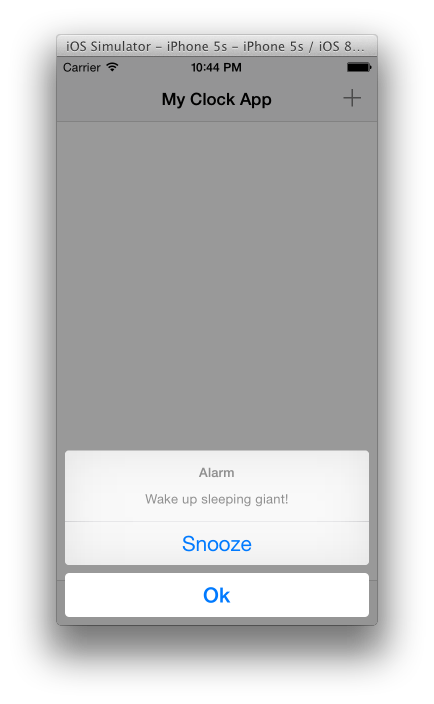 iOS Simulator – iPhone 5s – iPhone 5s / iOS 8...
Carrier 10:44 PM
My Clock App
Alarm
Wake up sleeping giant!
Snooze
Ok